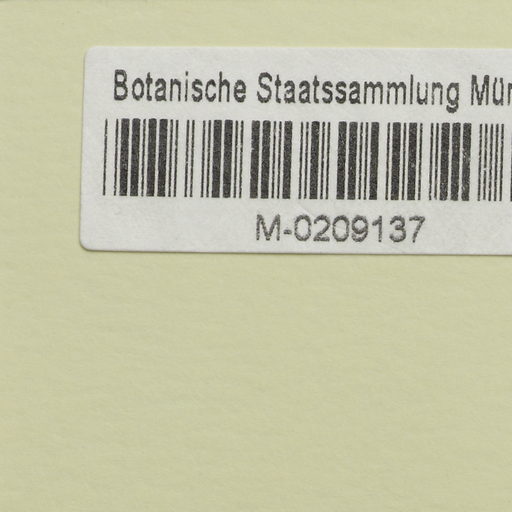 Botanische Staatssammlung Mün
M-0209137